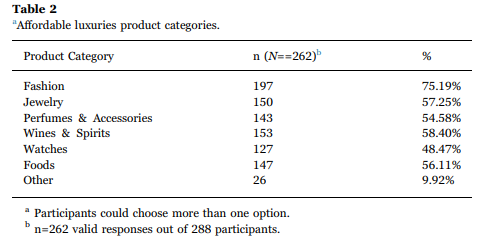 Table 2
ᵃAffordable luxuries product categories.
Product Category n (N==262)ᵇ %
Fashion 197 75.19%
Jewelry 150 57.25%
Perfumes & Accessories 143 54.58%
Wines & Spirits 153 58.40%
Watches 127 48.47%
Foods 147 56.11%
Other 26 9.92%
ᵃ Participants could choose more than one option.
ᵇ n=262 valid responses out of 288 participants.